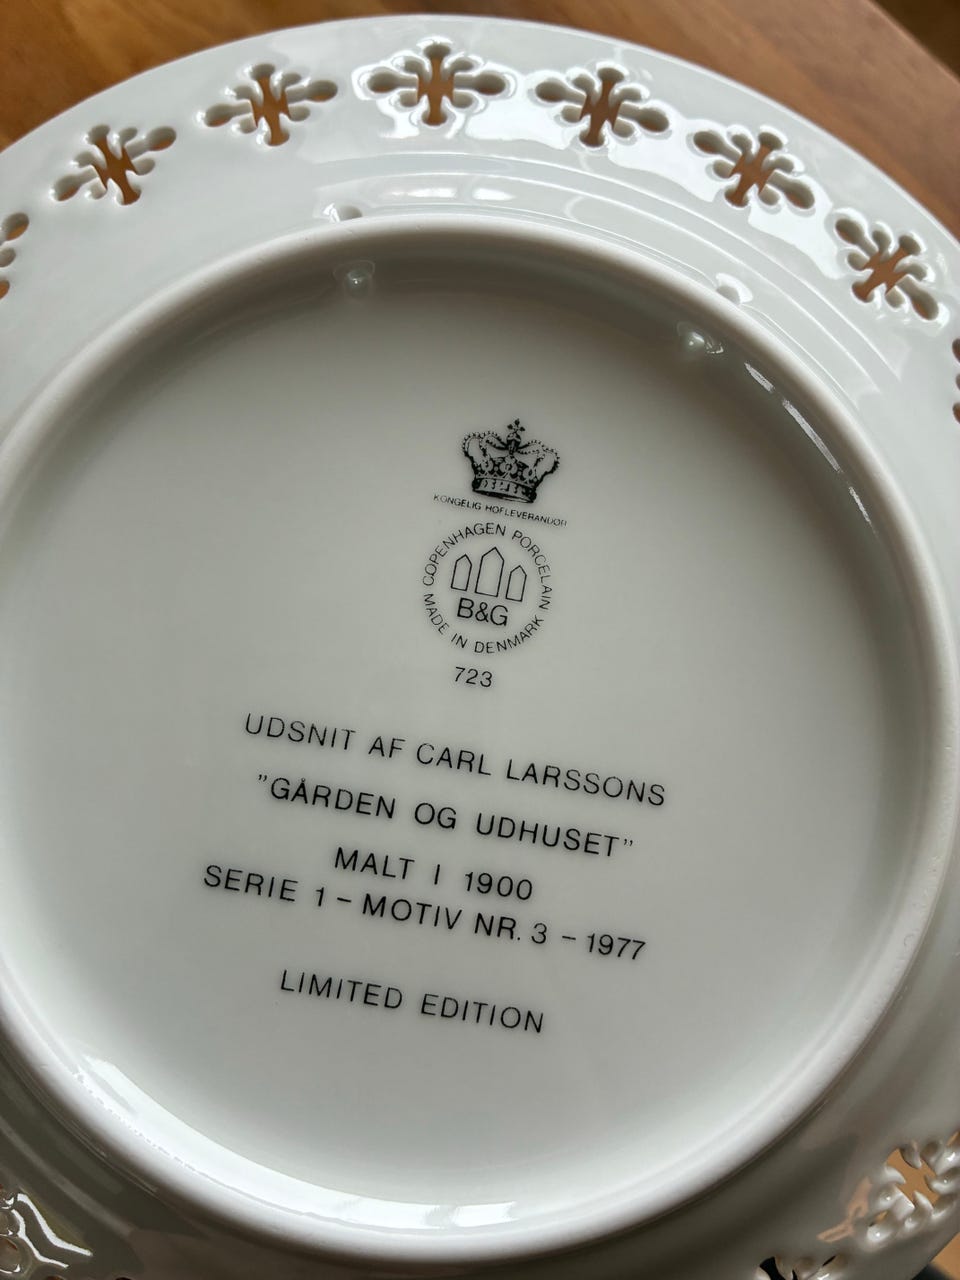 KONGELIG HOFLEVERANDØR
COPENHAGEN PORCELAIN
B&G
MADE IN DENMARK
723
UDSNIT AF CARL LARSSONS
”GÅRDEN OG UDHUSET”
MALT I 1900
SERIE 1 – MOTIV NR. 3 – 1977
LIMITED EDITION